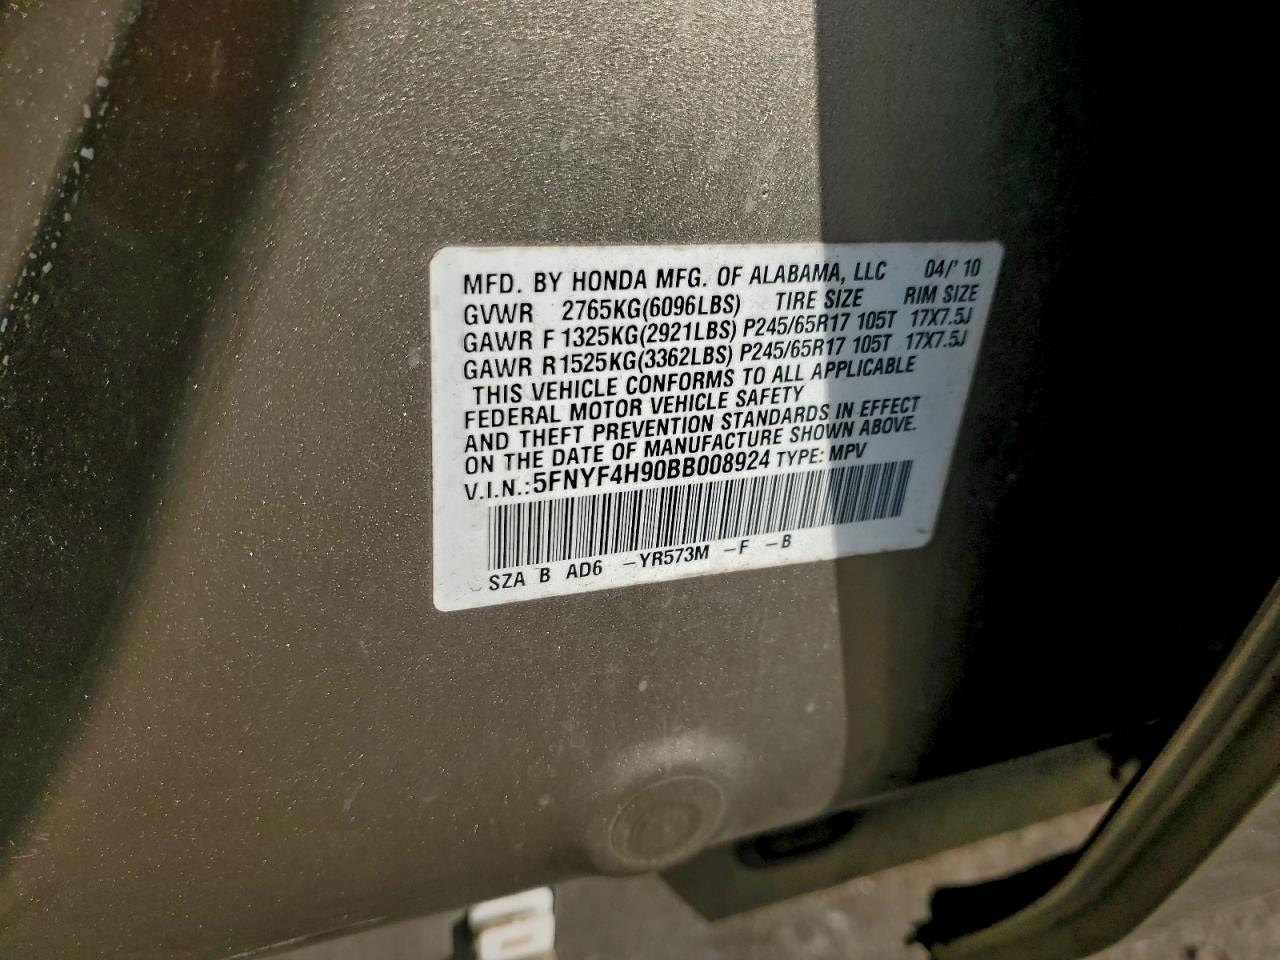 MFD. BY HONDA MFG. OF ALABAMA, LLC 04/'10
GVWR 2765KG(6096LBS) TIRE SIZE RIM SIZE
GAWR F 1325KG(2921LBS) P245/65R17 105T 17X7.5J
GAWR R 1525KG(3362LBS) P245/65R17 105T 17X7.5J
THIS VEHICLE CONFORMS TO ALL APPLICABLE
FEDERAL MOTOR VEHICLE SAFETY
AND THEFT PREVENTION STANDARDS IN EFFECT
ON THE DATE OF MANUFACTURE SHOWN ABOVE.
V.I.N.:5FNYF4H90BB008924 TYPE: MPV
SZA B AD6 -YR573M -F -B